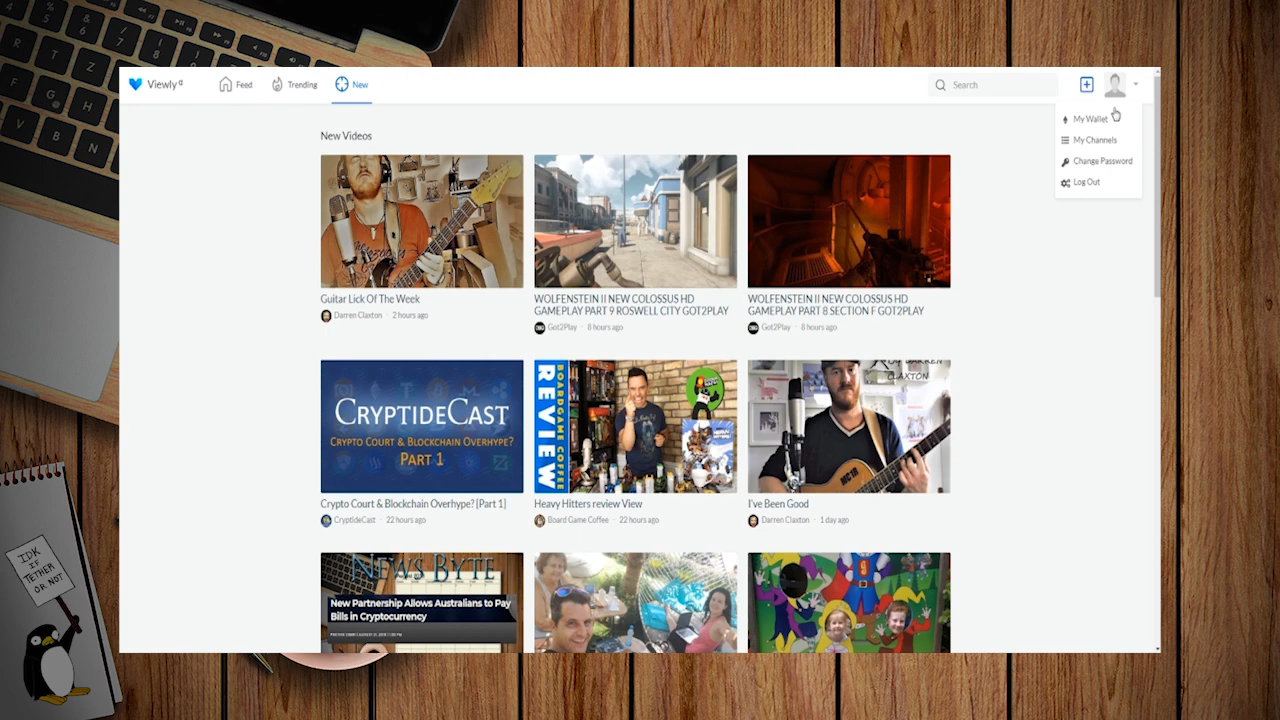 Viewly α
Feed
Trending
New
Search
My Wallet
My Channels
Change Password
Log Out
New Videos
Guitar Lick Of The Week
Darren Claxton · 2 hours ago
WOLFENSTEIN II NEW COLOSSUS HD
GAMEPLAY PART 9 ROSWELL CITY GOT2PLAY
Got2Play · 8 hours ago
WOLFENSTEIN II NEW COLOSSUS HD
GAMEPLAY PART 8 SECTION F GOT2PLAY
Got2Play · 8 hours ago
CRYPTIDECAST
CRYPTO COURT & BLOCKCHAIN OVERHYPE?
PART 1
Crypto Court & Blockchain Overhype? [Part 1]
CryptideCast · 22 hours ago
BOARDGAME COFFEE
REVIEW
Heavy Hitters review View
Board Game Coffee · 22 hours ago
DARREN
CLAXTON
MC1R
I've Been Good
Darren Claxton · 1 day ago
NEWS BYTE
New Partnership Allows Australians to Pay
Bills in Cryptocurrency
IDK
IF
TETHER
OR NOT